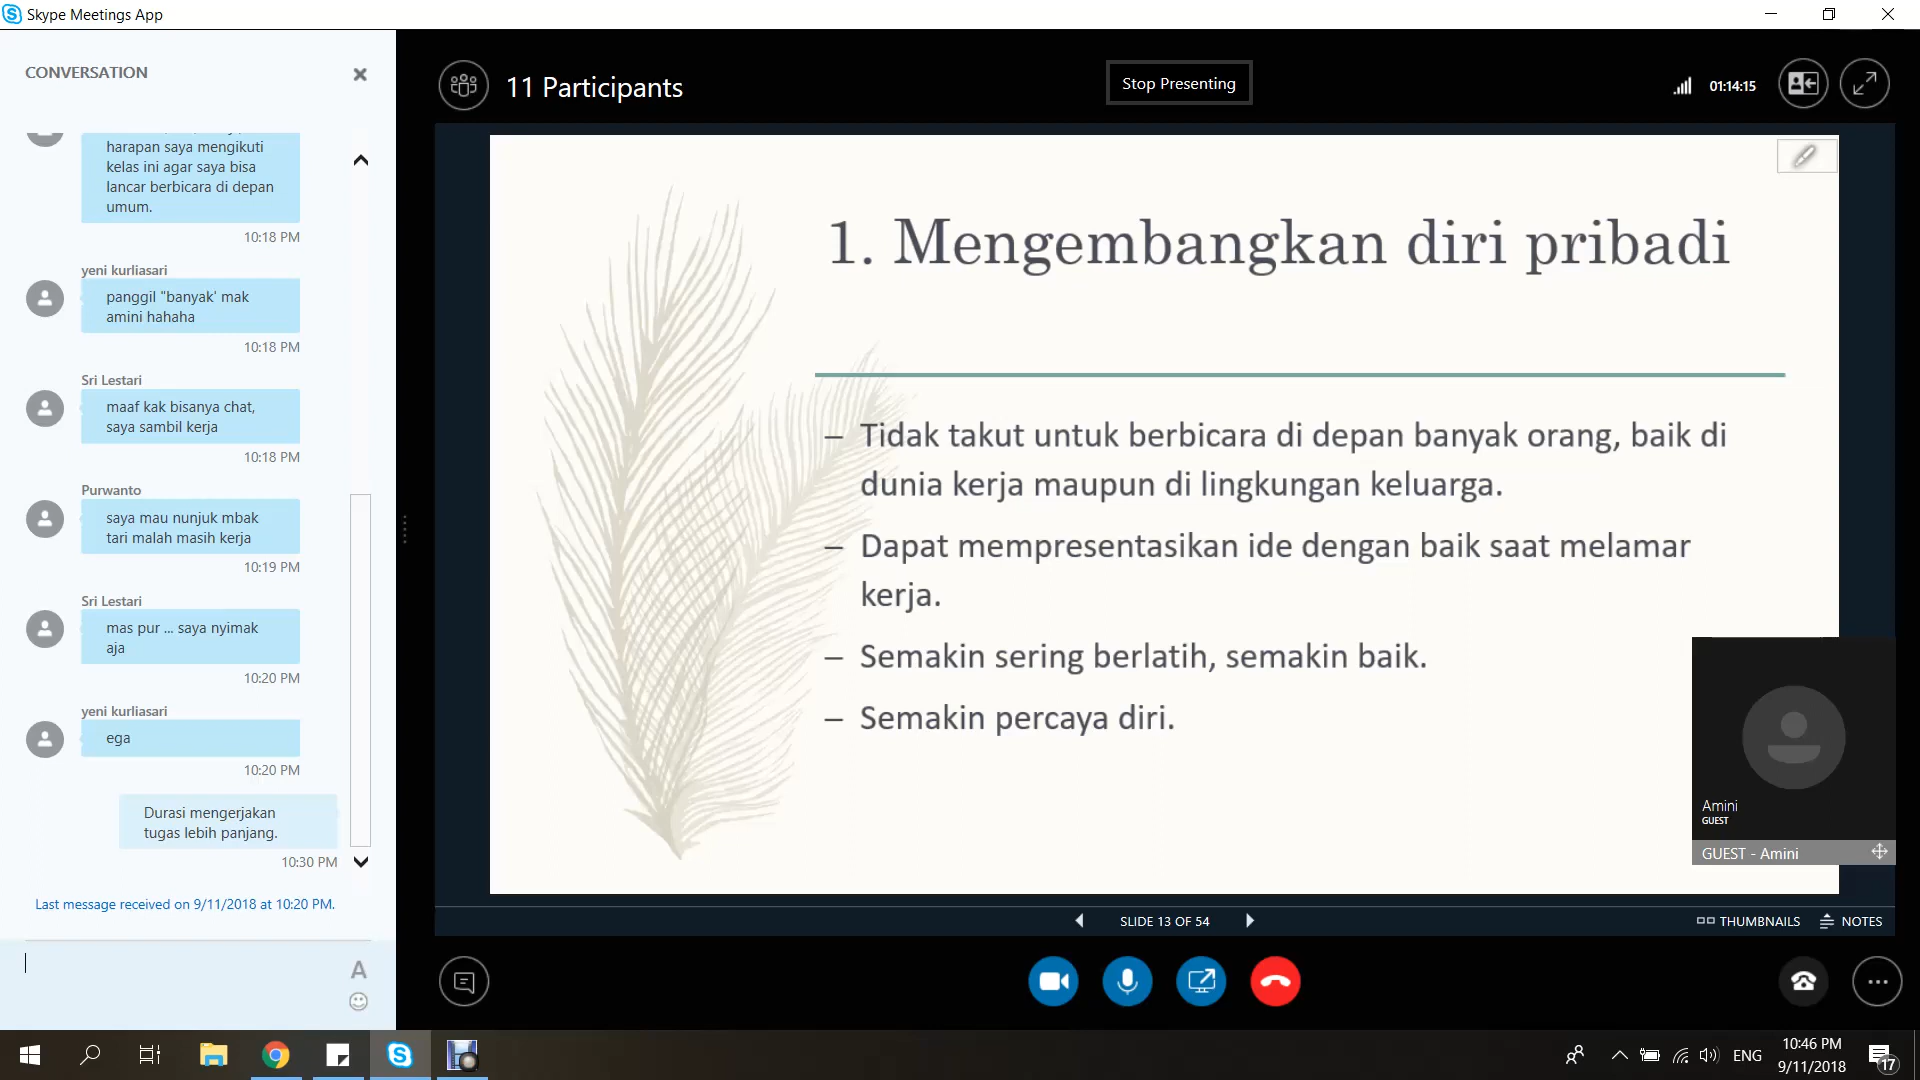 Skype Meetings App
CONVERSATION
harapan saya mengikuti
kelas ini agar saya bisa
lancar berbicara di depan
umum.
10:18 PM
yeni kurliasari
panggil "banyak' mak
amini hahaha
10:18 PM
Sri Lestari
maaf kak bisanya chat,
saya sambil kerja
10:18 PM
Purwanto
saya mau nunjuk mbak
tari malah masih kerja
10:19 PM
Sri Lestari
mas pur ... saya nyimak
aja
10:20 PM
yeni kurliasari
ega
10:20 PM
Durasi mengerjakan
tugas lebih panjang.
10:30 PM
Last message received on 9/11/2018 at 10:20 PM.
A
11 Participants
Stop Presenting
01:14:15
1. Mengembangkan diri pribadi
– Tidak takut untuk berbicara di depan banyak orang, baik di
dunia kerja maupun di lingkungan keluarga.
– Dapat mempresentasikan ide dengan baik saat melamar
kerja.
– Semakin sering berlatih, semakin baik.
– Semakin percaya diri.
Amini
GUEST
GUEST - Amini
SLIDE 13 OF 54
THUMBNAILS
NOTES
ENG
10:46 PM
9/11/2018
17